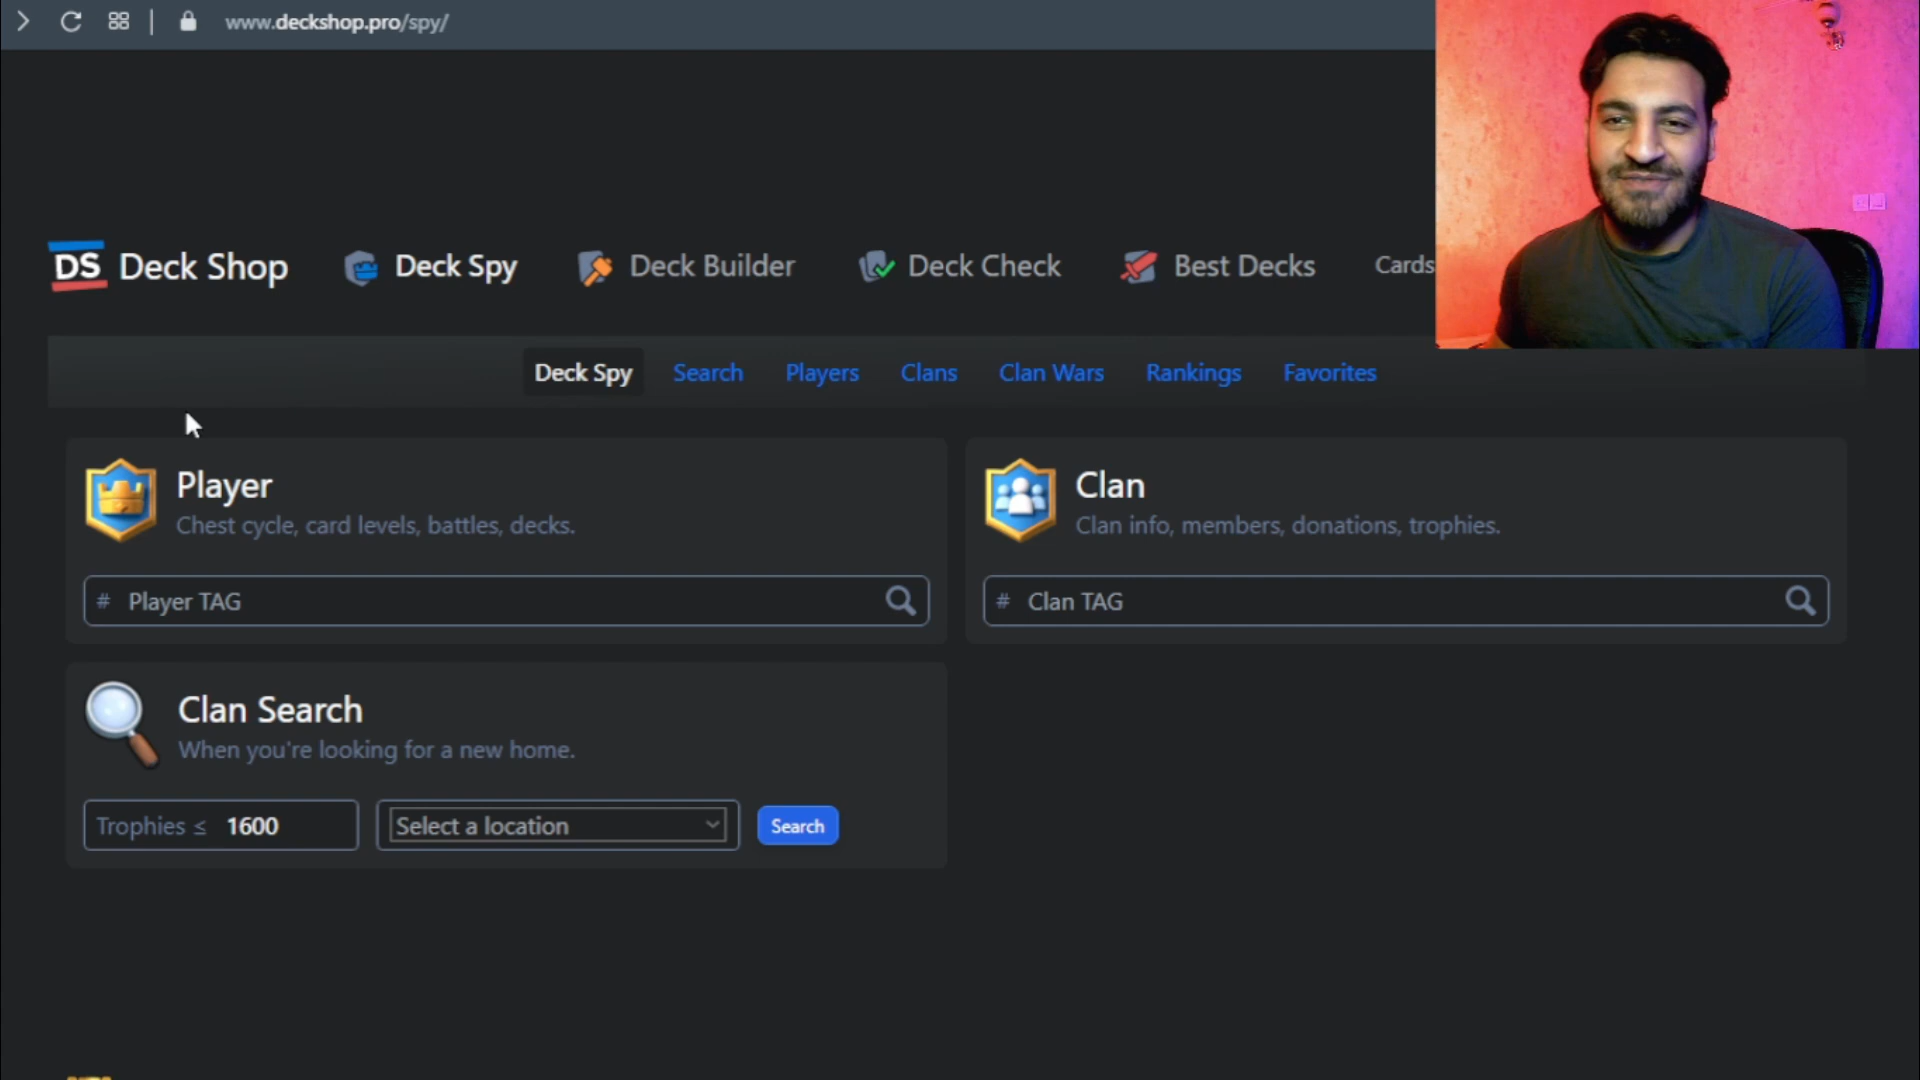 www.deckshop.pro/spy/
DS Deck Shop Deck Spy Deck Builder Deck Check Best Decks Cards
Deck Spy Search Players Clans Clan Wars Rankings Favorites
Player
Chest cycle, card levels, battles, decks.
# Player TAG
Clan
Clan info, members, donations, trophies.
# Clan TAG
Clan Search
When you're looking for a new home.
Trophies ≤ 1600 Select a location Search